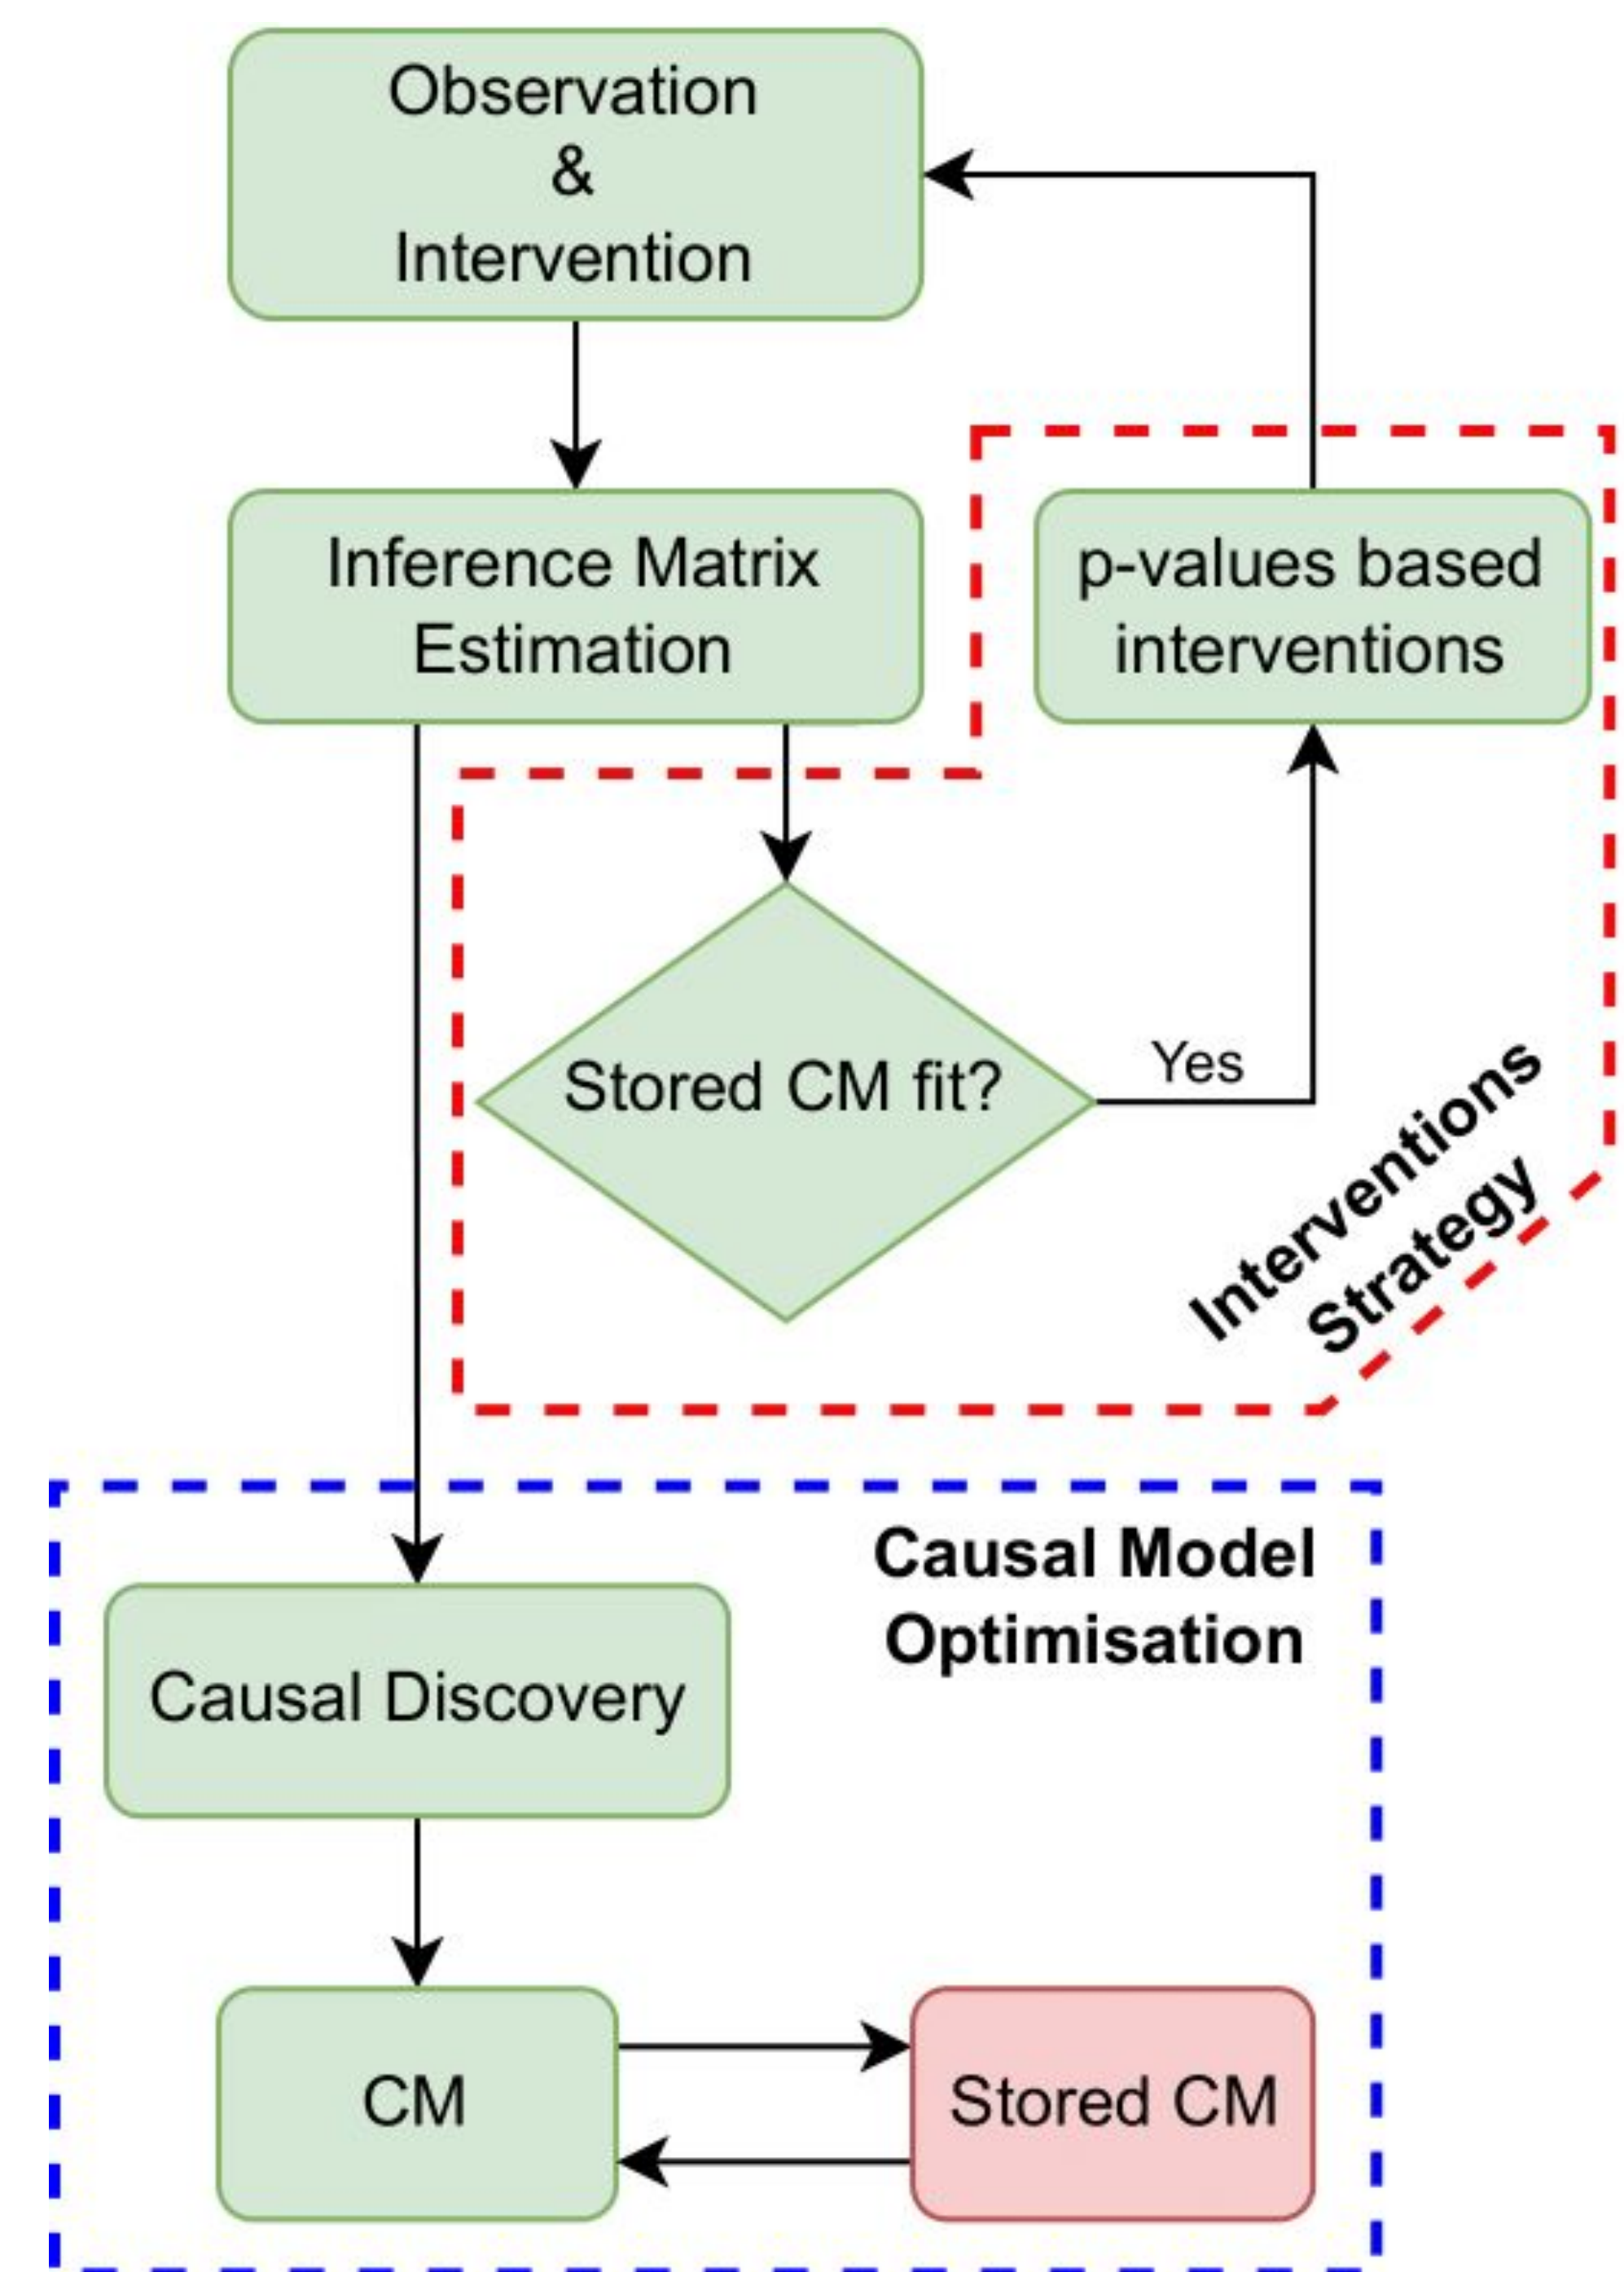 Observation
&
Intervention
Inference Matrix
Estimation
p-values based
interventions
Stored CM fit?
Yes
Interventions
Strategy
Causal Model
Optimisation
Causal Discovery
CM
Stored CM